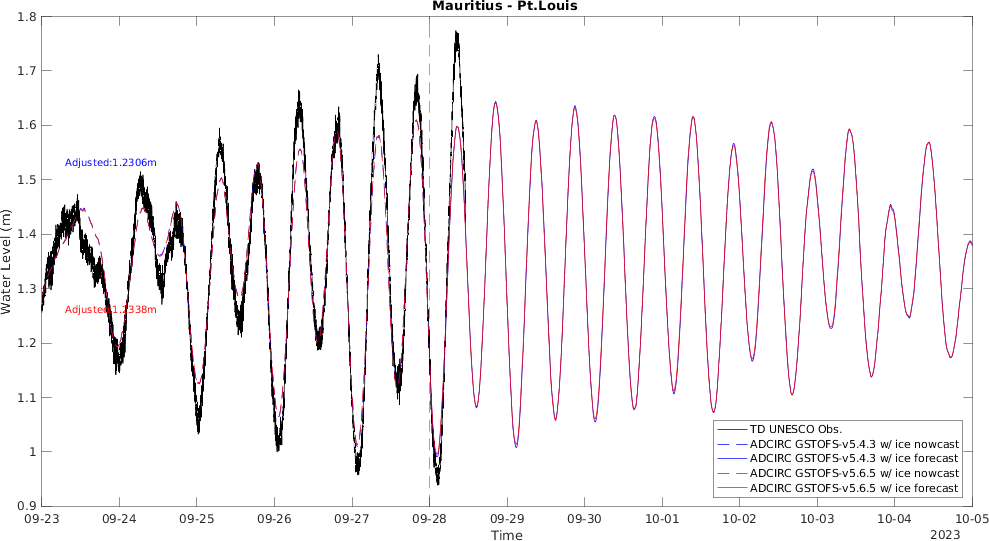 Mauritius - Pt.Louis
1.8
1.7
1.6
1.5
1.4
1.3
1.2
1.1
1
0.9
Water Level (m)
Adjusted:1.2306m
Adjusted:1.2338m
TD UNESCO Obs.
ADCIRC GSTOFS-v5.4.3 w/ ice nowcast
ADCIRC GSTOFS-v5.4.3 w/ ice forecast
ADCIRC GSTOFS-v5.6.5 w/ ice nowcast
ADCIRC GSTOFS-v5.6.5 w/ ice forecast
09-23 09-24 09-25 09-26 09-27 09-28 09-29 09-30 10-01 10-02 10-03 10-04 10-05
Time
2023